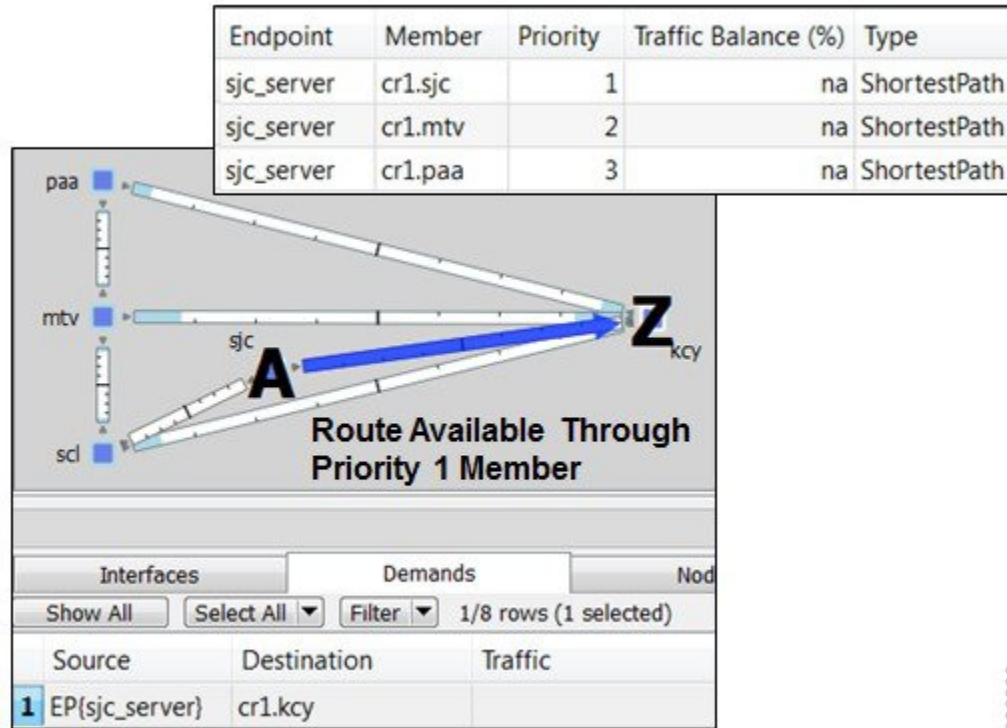 Endpoint Member Priority Traffic Balance (%) Type
sjc_server cr1.sjc 1 na ShortestPath
sjc_server cr1.mtv 2 na ShortestPath
sjc_server cr1.paa 3 na ShortestPath
paa
mtv
sjc
A
Z
kcy
scl
Route Available Through
Priority 1 Member
Interfaces Demands Nod
Show All Select All Filter 1/8 rows (1 selected)
Source Destination Traffic
1 EP{sjc_server} cr1.kcy